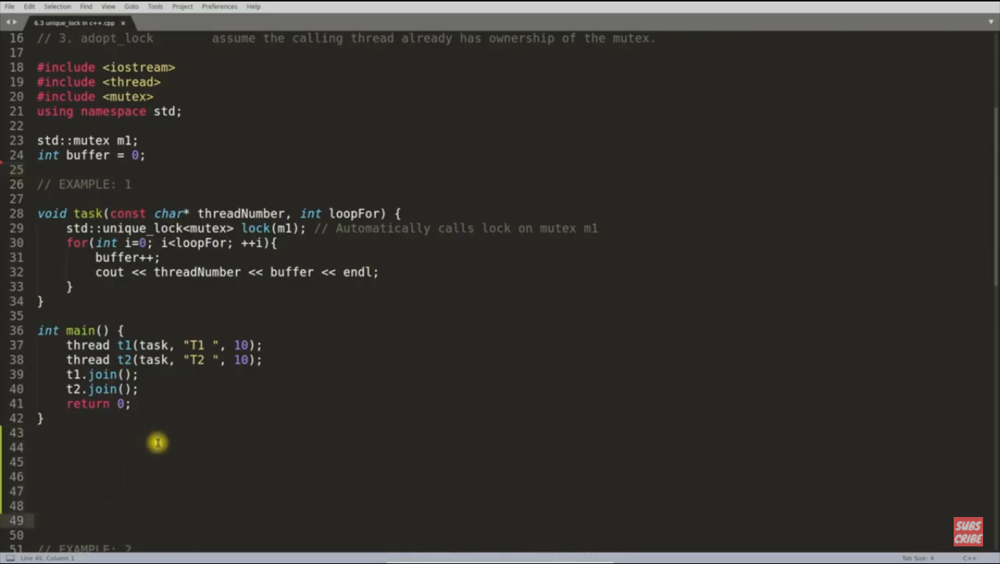 File Edit Selection Find View Goto Tools Project Preferences Help
6.3 unique_lock in c++.cpp ×
16 // 3. adopt_lock        assume the calling thread already has ownership of the mutex.
17
18 #include <iostream>
19 #include <thread>
20 #include <mutex>
21 using namespace std;
22
23 std::mutex m1;
24 int buffer = 0;
25
26 // EXAMPLE: 1
27
28 void task(const char* threadNumber, int loopFor) {
29     std::unique_lock<mutex> lock(m1); // Automatically calls lock on mutex m1
30     for(int i=0; i<loopFor; ++i){
31         buffer++;
32         cout << threadNumber << buffer << endl;
33     }
34 }
35
36 int main() {
37     thread t1(task, "T1 ", 10);
38     thread t2(task, "T2 ", 10);
39     t1.join();
40     t2.join();
41     return 0;
42 }
43
44
45
46
47
48
49
50
51 // EXAMPLE: 2
SUBS
CRIBE
Line 49, Column 1 Tab Size: 4 C++